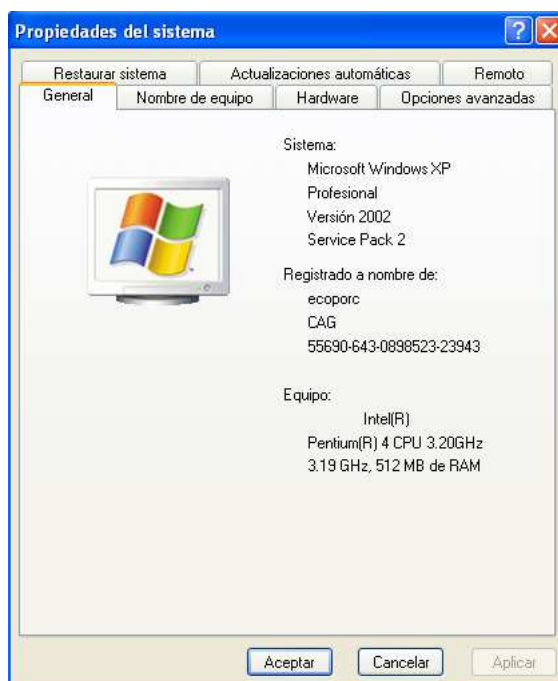 Propiedades del sistema
Restaurar sistema
Actualizaciones automáticas
Remoto
General
Nombre de equipo
Hardware
Opciones avanzadas
Sistema:
Microsoft Windows XP
Profesional
Versión 2002
Service Pack 2
Registrado a nombre de:
ecoporc
CAG
55690-643-0898523-23943
Equipo:
Intel(R)
Pentium(R) 4 CPU 3.20GHz
3.19 GHz, 512 MB de RAM
Aceptar
Cancelar
Aplicar